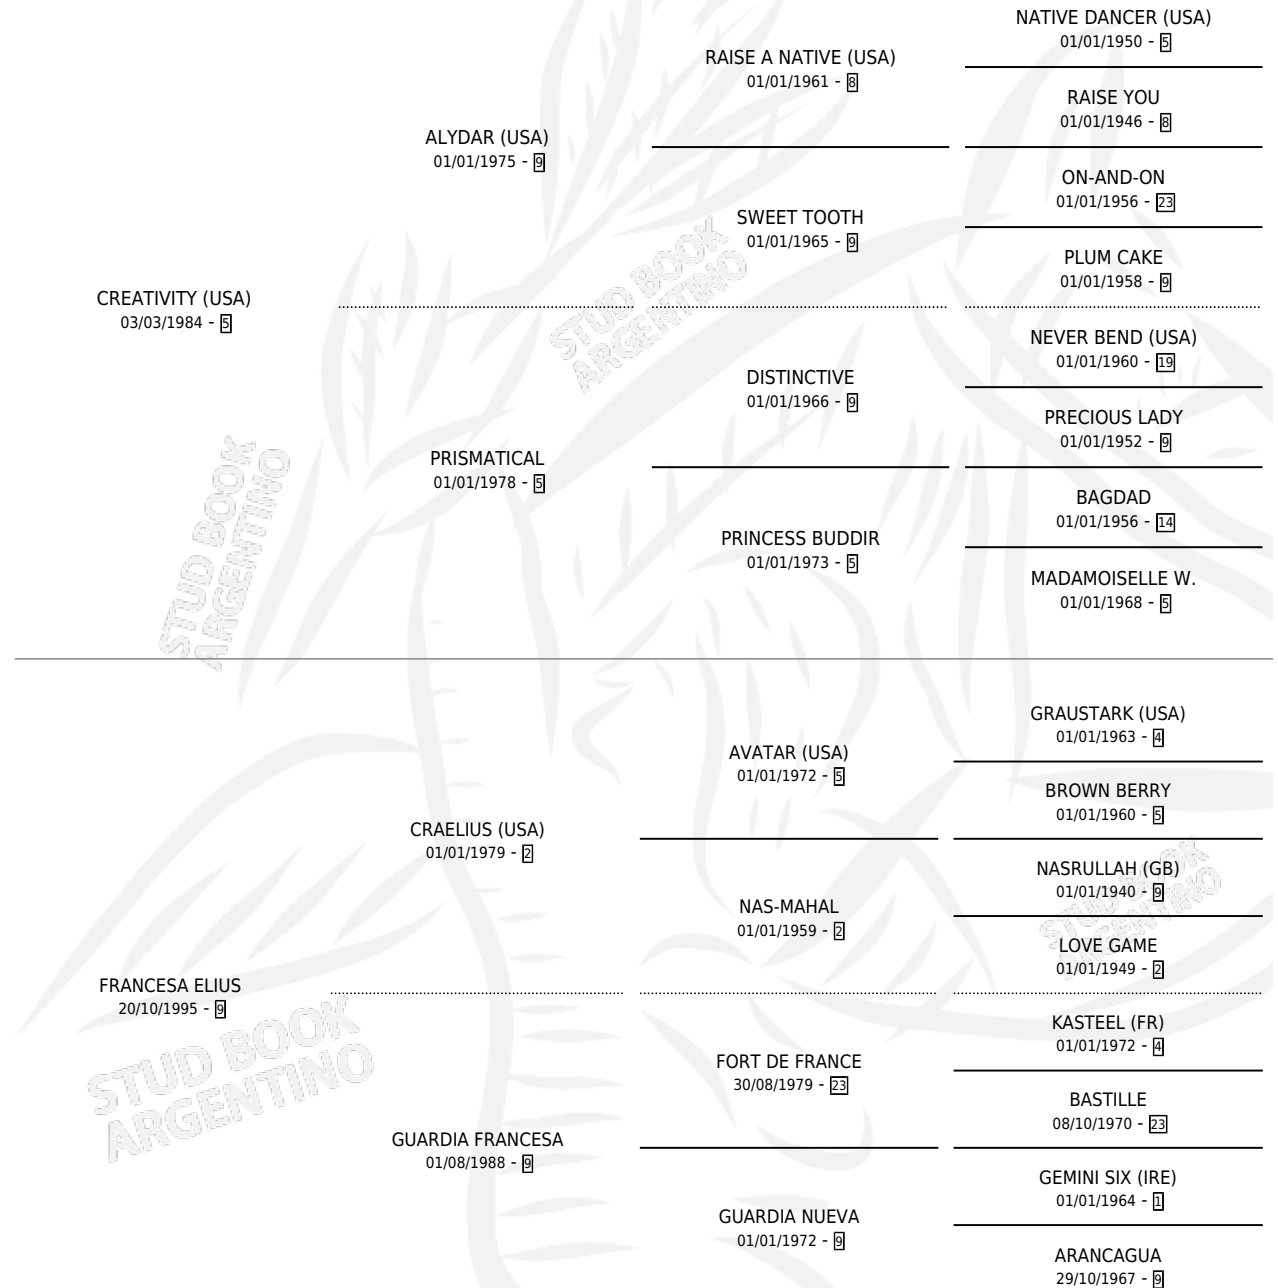 NATIVE DANCER (USA)
01/01/1950 - 5
RAISE A NATIVE (USA)
01/01/1961 - 8
RAISE YOU
01/01/1946 - 8
ALYDAR (USA)
01/01/1975 - 9
ON-AND-ON
01/01/1956 - 23
SWEET TOOTH
01/01/1965 - 9
PLUM CAKE
01/01/1958 - 9
CREATIVITY (USA)
03/03/1984 - 5
NEVER BEND (USA)
01/01/1960 - 19
DISTINCTIVE
01/01/1966 - 9
PRECIOUS LADY
01/01/1952 - 9
PRISMATICAL
01/01/1978 - 5
BAGDAD
01/01/1956 - 14
PRINCESS BUDDIR
01/01/1973 - 5
MADAMOISELLE W.
01/01/1968 - 5
STUD BOOK
ARGENTINO
STUD BOOK
ARGENTINO
GRAUSTARK (USA)
01/01/1963 - 4
AVATAR (USA)
01/01/1972 - 5
BROWN BERRY
01/01/1960 - 5
CRAELIUS (USA)
01/01/1979 - 2
NASRULLAH (GB)
01/01/1940 - 9
NAS-MAHAL
01/01/1959 - 2
LOVE GAME
01/01/1949 - 2
FRANCESA ELIUS
20/10/1995 - 9
KASTEEL (FR)
01/01/1972 - 4
FORT DE FRANCE
30/08/1979 - 23
BASTILLE
08/10/1970 - 23
GUARDIA FRANCESA
01/08/1988 - 9
GEMINI SIX (IRE)
01/01/1964 - 1
GUARDIA NUEVA
01/01/1972 - 9
ARANCAGUA
29/10/1967 - 9
STUD BOOK
ARGENTINO
STUD BOOK
ARGENTINO